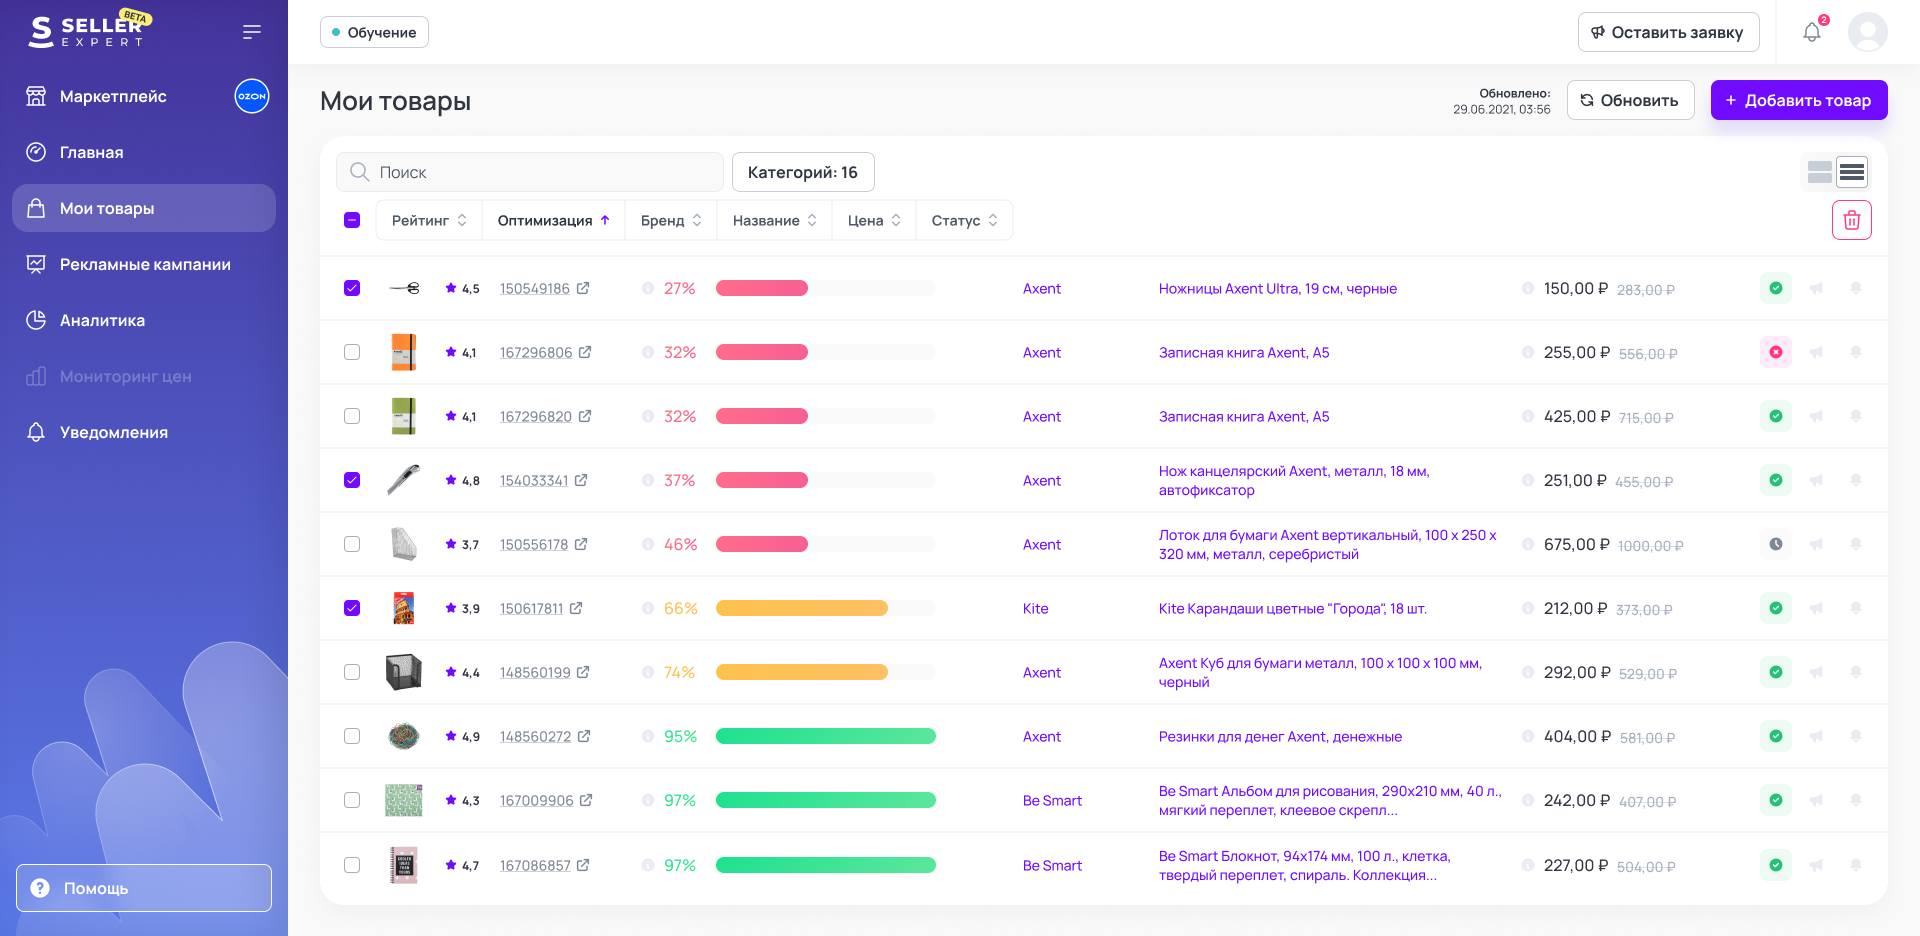 SELLER
BETA
EXPERT
Маркетплейс
OZON
Главная
Мои товары
Рекламные кампании
Аналитика
Мониторинг цен
Уведомления
Помощь
Обучение
Оставить заявку
2
Мои товары
Обновлено:
29.06.2021, 03:56
Обновить
+ Добавить товар
Поиск
Категорий: 16
Рейтинг
Оптимизация
Бренд
Название
Цена
Статус
4,5 150549186 27% Axent Ножницы Axent Ultra, 19 см, черные 150,00 ₽ 283,00 ₽
4,1 167296806 32% Axent Записная книга Axent, A5 255,00 ₽ 556,00 ₽
4,1 167296820 32% Axent Записная книга Axent, A5 425,00 ₽ 715,00 ₽
4,8 154033341 37% Axent Нож канцелярский Axent, металл, 18 мм,
автофиксатор 251,00 ₽ 455,00 ₽
3,7 150556178 46% Axent Лоток для бумаги Axent вертикальный, 100 x 250 x
320 мм, металл, серебристый 675,00 ₽ 1000,00 ₽
3,9 150617811 66% Kite Kite Карандаши цветные "Города", 18 шт. 212,00 ₽ 373,00 ₽
4,4 148560199 74% Axent Axent Куб для бумаги металл, 100 x 100 x 100 мм,
черный 292,00 ₽ 529,00 ₽
4,9 148560272 95% Axent Резинки для денег Axent, денежные 404,00 ₽ 581,00 ₽
4,3 167009906 97% Be Smart Be Smart Альбом для рисования, 290x210 мм, 40 л.,
мягкий переплет, клеевое скрепл... 242,00 ₽ 407,00 ₽
4,7 167086857 97% Be Smart Be Smart Блокнот, 94x174 мм, 100 л., клетка,
твердый переплет, спираль. Коллекция... 227,00 ₽ 504,00 ₽